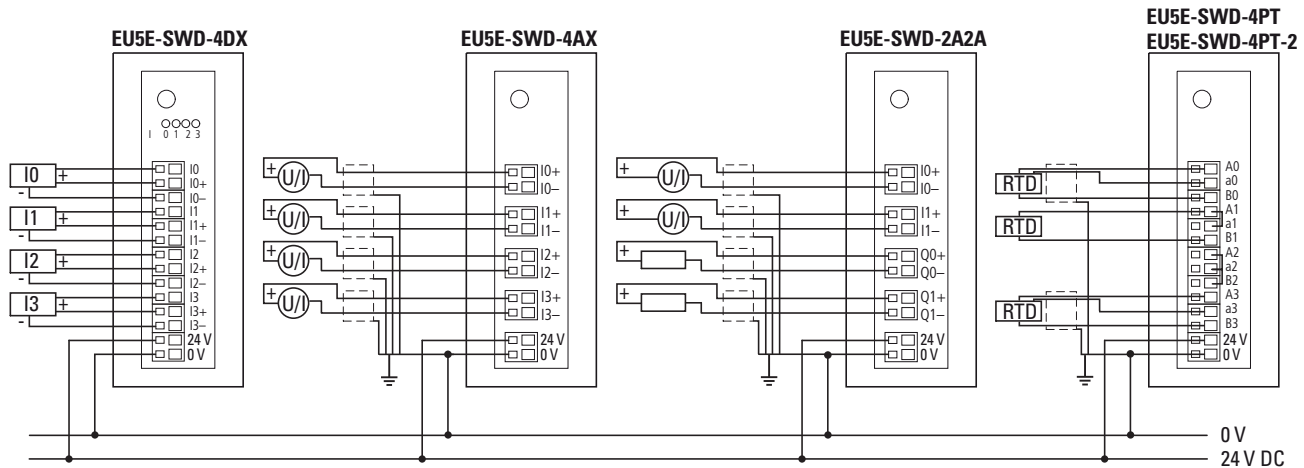 EU5E-SWD-4DX
EU5E-SWD-4AX
EU5E-SWD-2A2A
EU5E-SWD-4PT
EU5E-SWD-4PT-2
I 0 1 2 3
I0 + -
I1 + -
I2 + -
I3 + -
I0
I0+
I0–
I1
I1+
I1–
I2
I2+
I2–
I3
I3+
I3–
24 V
0 V
+ U/I
+ U/I
+ U/I
+ U/I
I0+
I0–
I1+
I1–
I2+
I2–
I3+
I3–
24 V
0 V
+ U/I
+ U/I
+
+
I0+
I0–
I1+
I1–
Q0+
Q0–
Q1+
Q1–
24 V
0 V
RTD
RTD
RTD
A0
a0
B0
A1
a1
B1
A2
a2
B2
A3
a3
B3
24 V
0 V
0 V
24 V DC